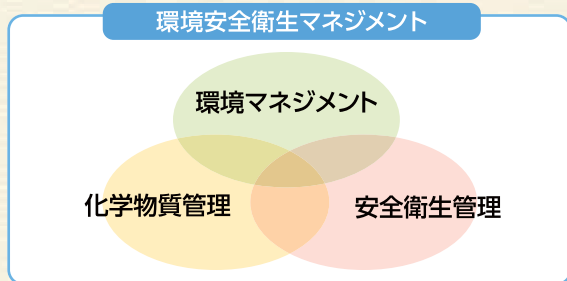 環境安全衛生マネジメント
環境マネジメント
化学物質管理
安全衛生管理